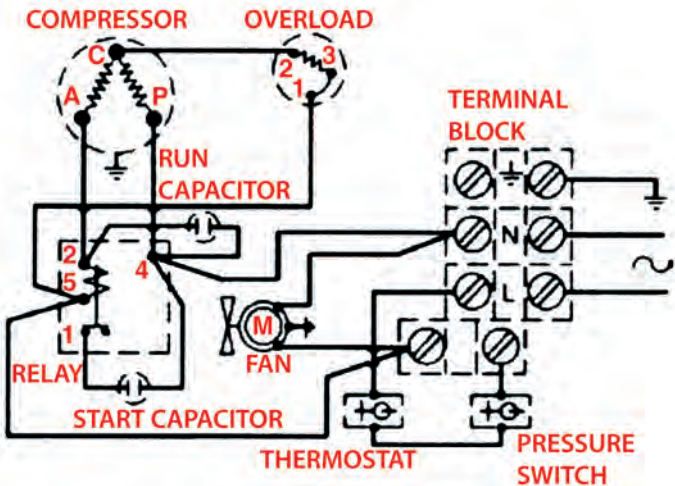 COMPRESSOR
OVERLOAD
C
2
3
A
P
1
TERMINAL
BLOCK
RUN
CAPACITOR
N
2
5
4
L
1
M
RELAY
FAN
START CAPACITOR
THERMOSTAT
PRESSURE
SWITCH